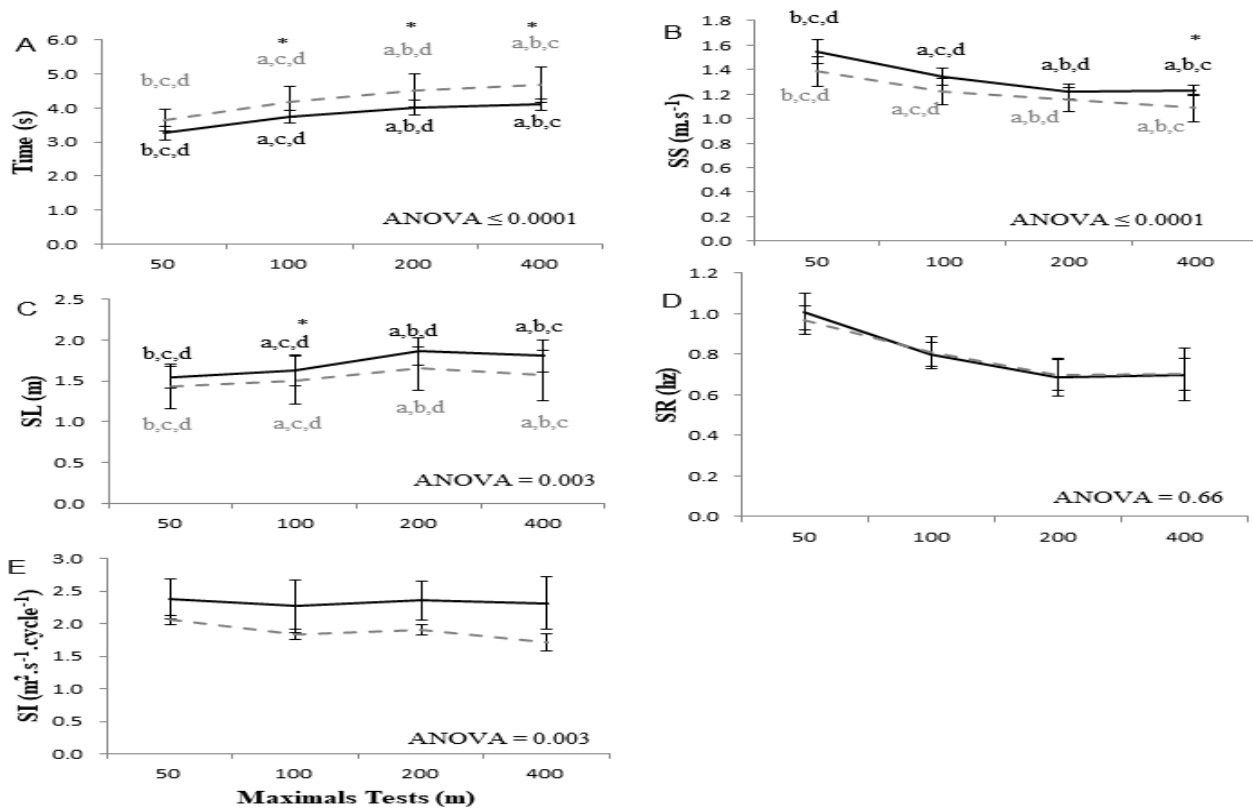 A
* * *
6.0
5.0
4.0
3.0
2.0
1.0
0.0
Time (s)
b,c,d a,c,d a,b,d a,b,c
b,c,d a,c,d a,b,d a,b,c
ANOVA ≤ 0.0001
50 100 200 400
B
*
1.8
1.6
1.4
1.2
1.0
0.8
0.6
0.4
0.2
0.0
SS (m.s⁻¹)
b,c,d a,c,d a,b,d a,b,c
b,c,d a,c,d a,b,d a,b,c
ANOVA ≤ 0.0001
50 100 200 400
C
*
2.5
2.0
1.5
1.0
0.5
0.0
SL (m)
b,c,d a,c,d a,b,d a,b,c
b,c,d a,c,d a,b,d a,b,c
ANOVA = 0.003
50 100 200 400
D
1.2
1.0
0.8
0.6
0.4
0.2
0.0
SR (hz)
ANOVA = 0.66
50 100 200 400
E
3.0
2.5
2.0
1.5
1.0
0.5
0.0
SI (m².s⁻¹.cycle⁻¹)
ANOVA = 0.003
50 100 200 400
Maximals Tests (m)